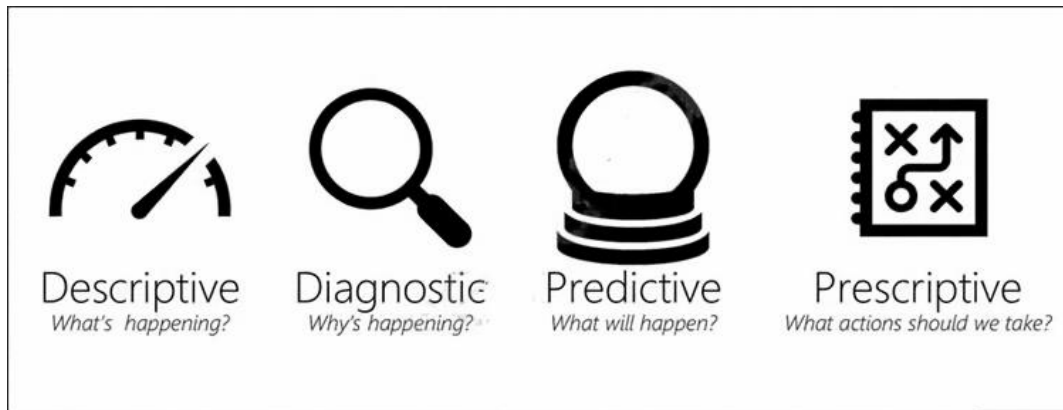 Descriptive
What's happening?
Diagnostic
Why's happening?
Predictive
What will happen?
Prescriptive
What actions should we take?